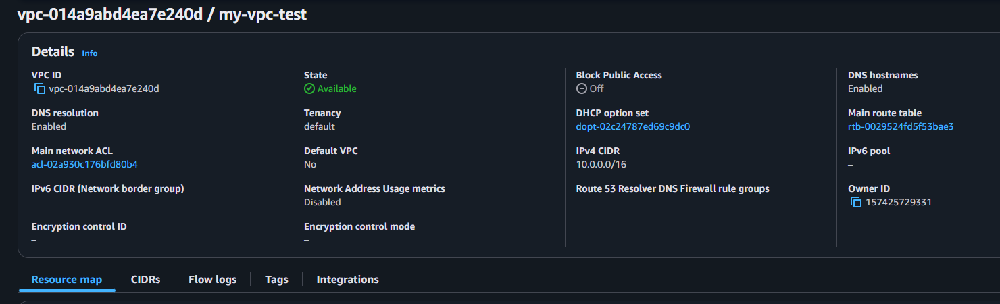 vpc-014a9abd4ea7e240d / my-vpc-test
Details Info
VPC ID
vpc-014a9abd4ea7e240d
State
Available
Block Public Access
Off
DNS hostnames
Enabled
DNS resolution
Enabled
Tenancy
default
DHCP option set
dopt-02c24787ed69c9dc0
Main route table
rtb-0029524fd5f53bae3
Main network ACL
acl-02a930c176bfd80b4
Default VPC
No
IPv4 CIDR
10.0.0.0/16
IPv6 pool
–
IPv6 CIDR (Network border group)
–
Network Address Usage metrics
Disabled
Route 53 Resolver DNS Firewall rule groups
–
Owner ID
157425729331
Encryption control ID
–
Encryption control mode
–
Resource map CIDRs Flow logs Tags Integrations